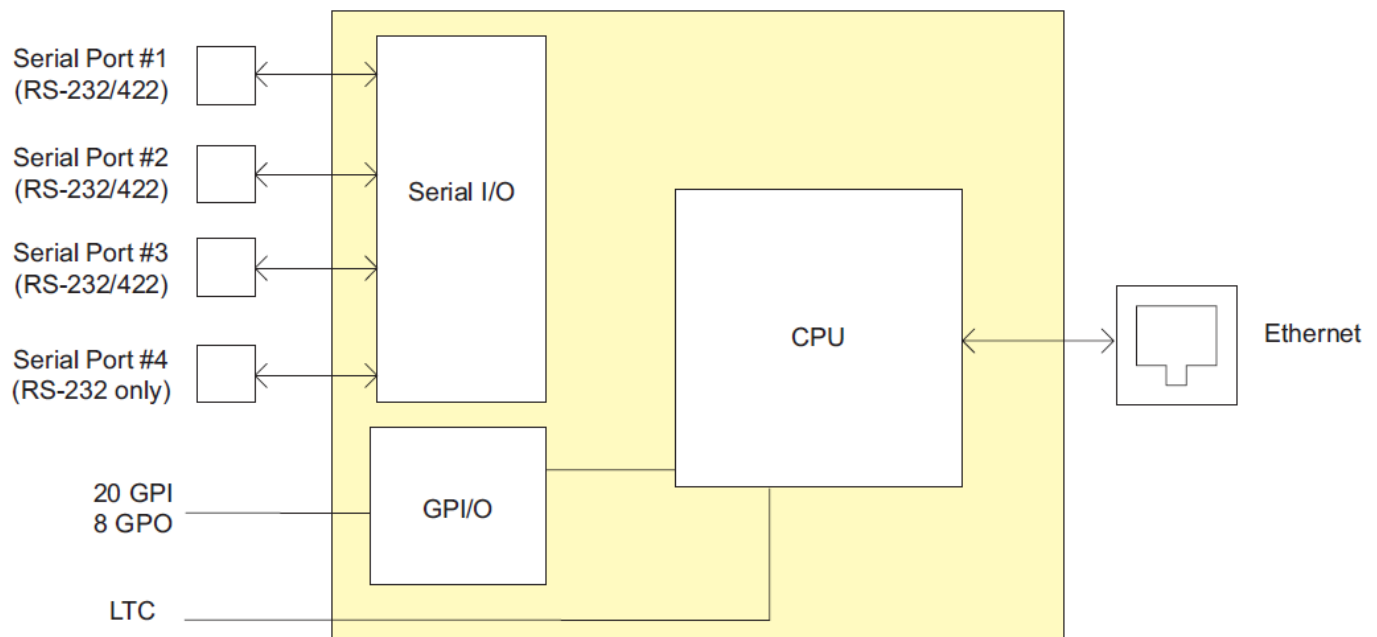 Serial Port #1
(RS-232/422)
Serial Port #2
(RS-232/422)
Serial Port #3
(RS-232/422)
Serial Port #4
(RS-232 only)
Serial I/O
CPU
Ethernet
20 GPI
8 GPO
GPI/O
LTC